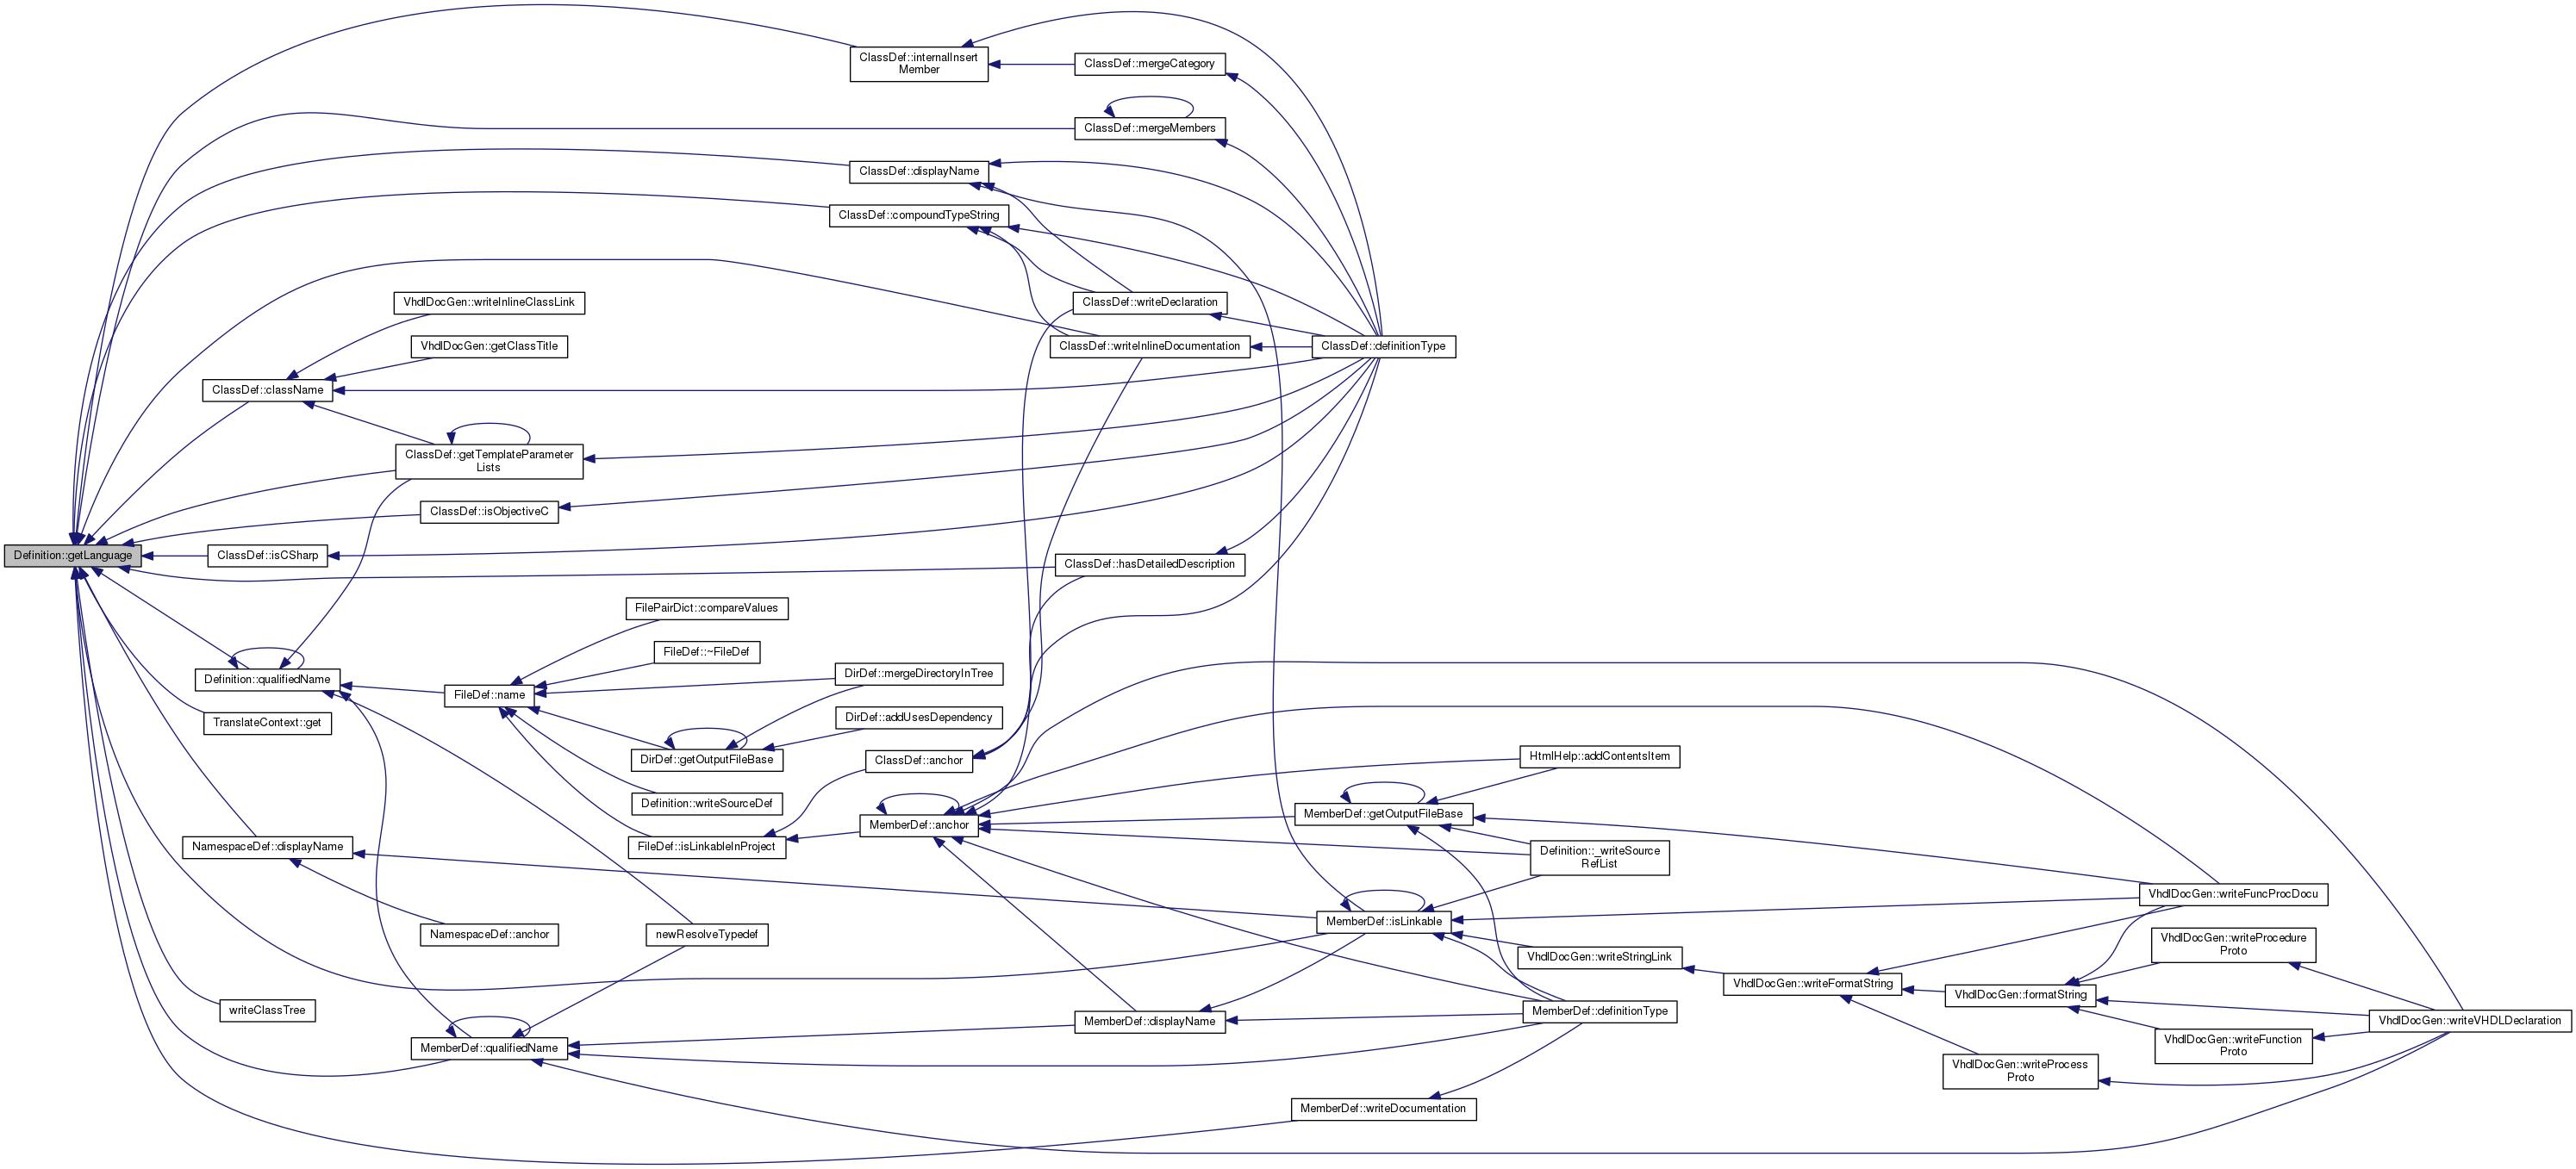 ClassDef::internalInsert
Member
ClassDef::mergeCategory
ClassDef::mergeMembers
ClassDef::displayName
ClassDef::compoundTypeString
VhdlDocGen::writeInlineClassLink
ClassDef::writeDeclaration
VhdlDocGen::getClassTitle
ClassDef::writeInlineDocumentation
ClassDef::definitionType
ClassDef::className
ClassDef::getTemplateParameter
Lists
ClassDef::isObjectiveC
Definition::getLanguage
ClassDef::isCSharp
ClassDef::hasDetailedDescription
FilePairDict::compareValues
FileDef::~FileDef
DirDef::mergeDirectoryInTree
Definition::qualifiedName
FileDef::name
TranslateContext::get
DirDef::addUsesDependency
DirDef::getOutputFileBase
ClassDef::anchor
HtmlHelp::addContentsItem
Definition::writeSourceDef
MemberDef::getOutputFileBase
MemberDef::anchor
NamespaceDef::displayName
FileDef::isLinkableInProject
Definition::_writeSource
RefList
VhdlDocGen::writeFuncProcDocu
MemberDef::isLinkable
NamespaceDef::anchor
newResolveTypedef
VhdlDocGen::writeProcedure
Proto
VhdlDocGen::writeStringLink
VhdlDocGen::writeFormatString
VhdlDocGen::formatString
writeClassTree
MemberDef::definitionType
MemberDef::displayName
VhdlDocGen::writeVHDLDeclaration
MemberDef::qualifiedName
VhdlDocGen::writeFunction
Proto
VhdlDocGen::writeProcess
Proto
MemberDef::writeDocumentation